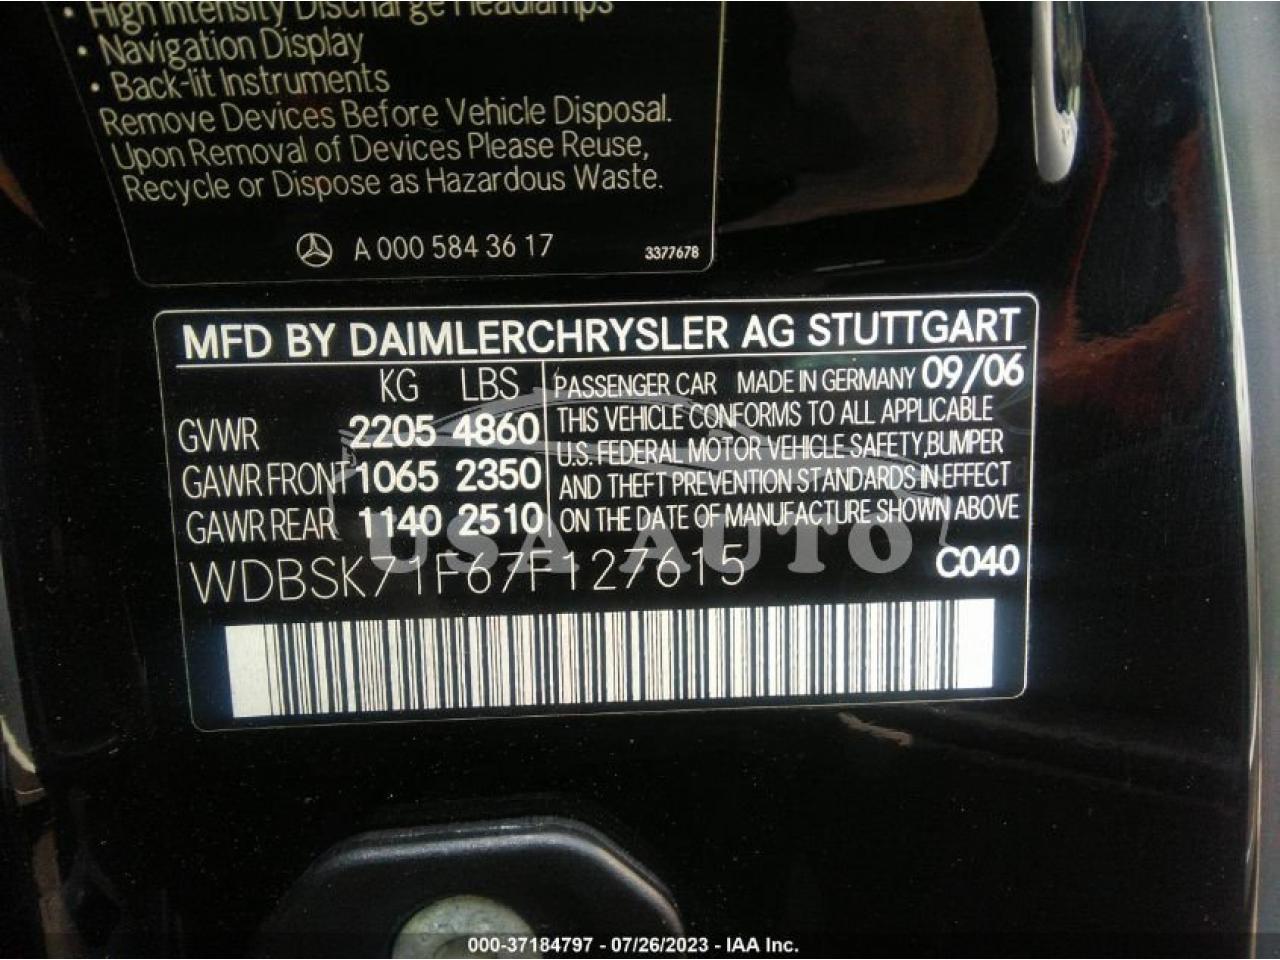 • High Intensity Discharge Headlamps
• Navigation Display
• Back-lit Instruments
Remove Devices Before Vehicle Disposal.
Upon Removal of Devices Please Reuse,
Recycle or Dispose as Hazardous Waste.
A 000 584 36 17 3377678
MFD BY DAIMLERCHRYSLER AG STUTTGART
KG LBS
GVWR 2205 4860
GAWR FRONT 1065 2350
GAWR REAR 1140 2510
PASSENGER CAR MADE IN GERMANY 09/06
THIS VEHICLE CONFORMS TO ALL APPLICABLE
U.S. FEDERAL MOTOR VEHICLE SAFETY,BUMPER
AND THEFT PREVENTION STANDARDS IN EFFECT
ON THE DATE OF MANUFACTURE SHOWN ABOVE
USA AUTO
WDBSK71F67F127615 C040
000-37184797 - 07/26/2023 - IAA Inc.